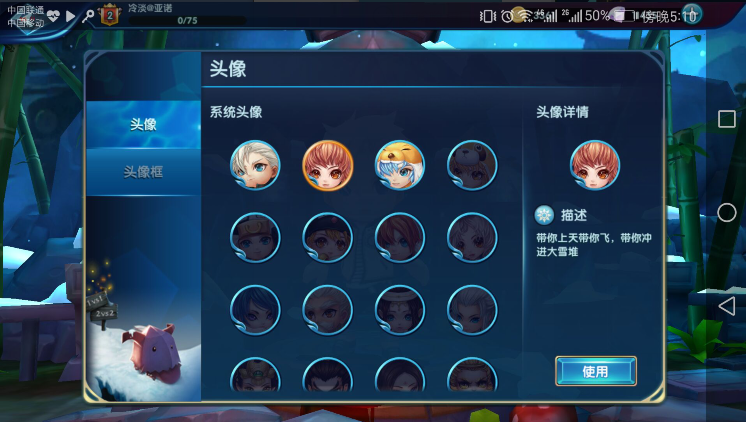 中国联通
中国移动
2
冷淡@亚诺
0/75
50%
傍晚5:10
头像
头像
头像框
系统头像
头像详情
描述
带你上天带你飞，带你冲
进大雪堆
1vs1
2vs2
使用